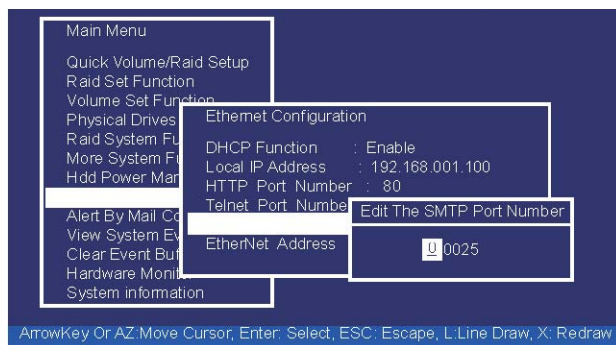 Main Menu
Quick Volume/Raid Setup
Raid Set Function
Volume Set Function
Physical Drives
Raid System Fu
More System Fu
Hdd Power Man
Alert By Mail Co
View System Ev
Clear Event Buf
Hardware Monit
System information
Ethernet Configuration
DHCP Function : Enable
Local IP Address : 192.168.001.100
HTTP Port Number : 80
Telnet Port Numbe
EtherNet Address
Edit The SMTP Port Number
0 0025
ArrowKey Or AZ:Move Cursor, Enter: Select, ESC: Escape, L:Line Draw, X: Redraw